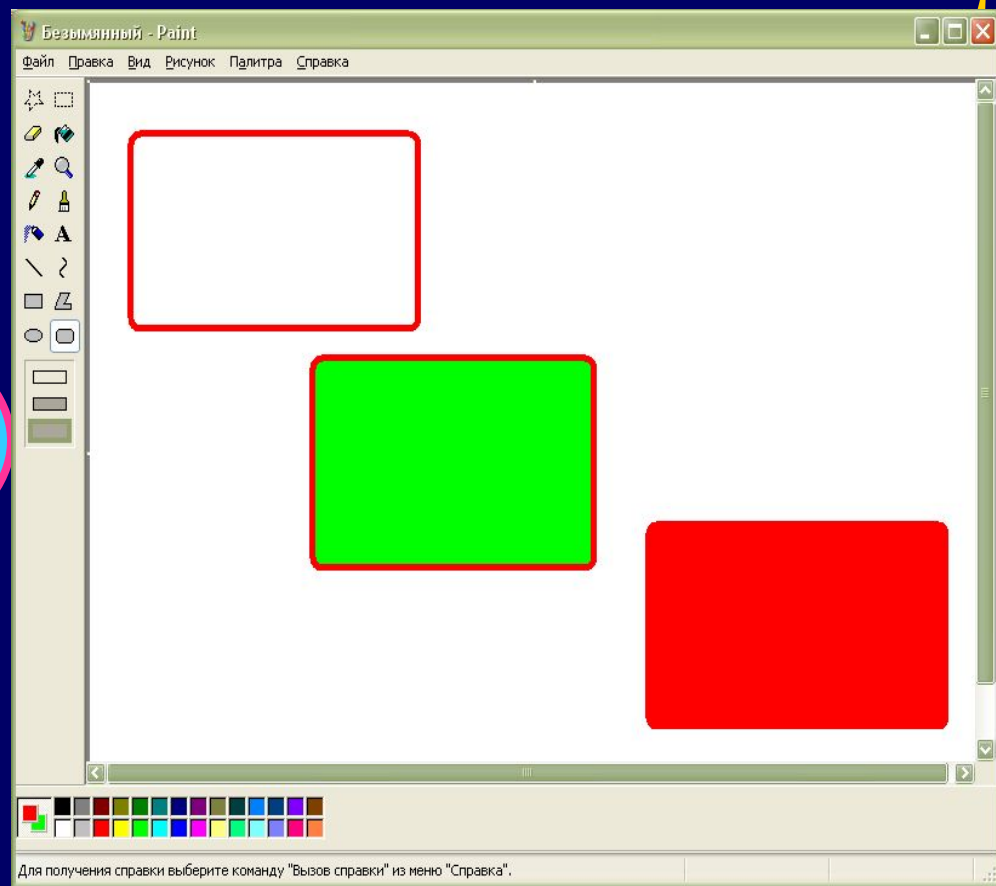 Безымянный - Paint
Файл Правка Вид Рисунок Палитра Справка
A
Для получения справки выберите команду "Вызов справки" из меню "Справка".